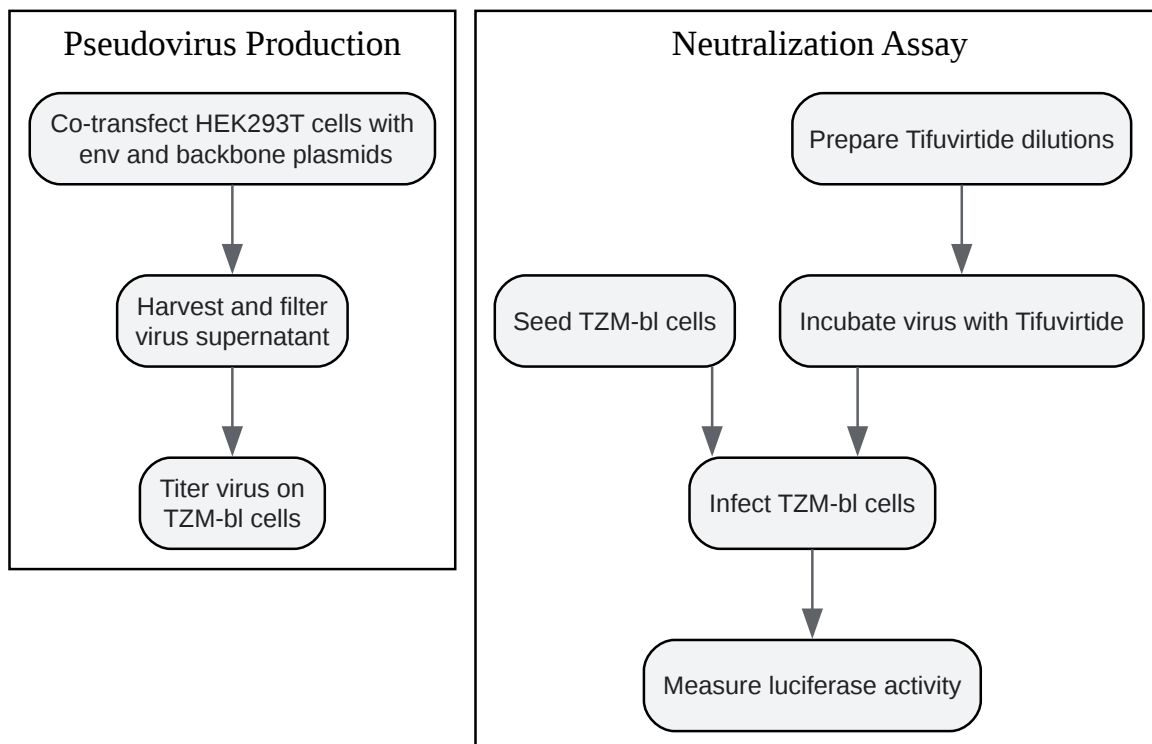 Pseudovirus Production
Co-transfect HEK293T cells with
env and backbone plasmids
Harvest and filter
virus supernatant
Titer virus on
TZM-bl cells
Neutralization Assay
Prepare Tifuvirtide dilutions
Seed TZM-bl cells
Incubate virus with Tifuvirtide
Infect TZM-bl cells
Measure luciferase activity